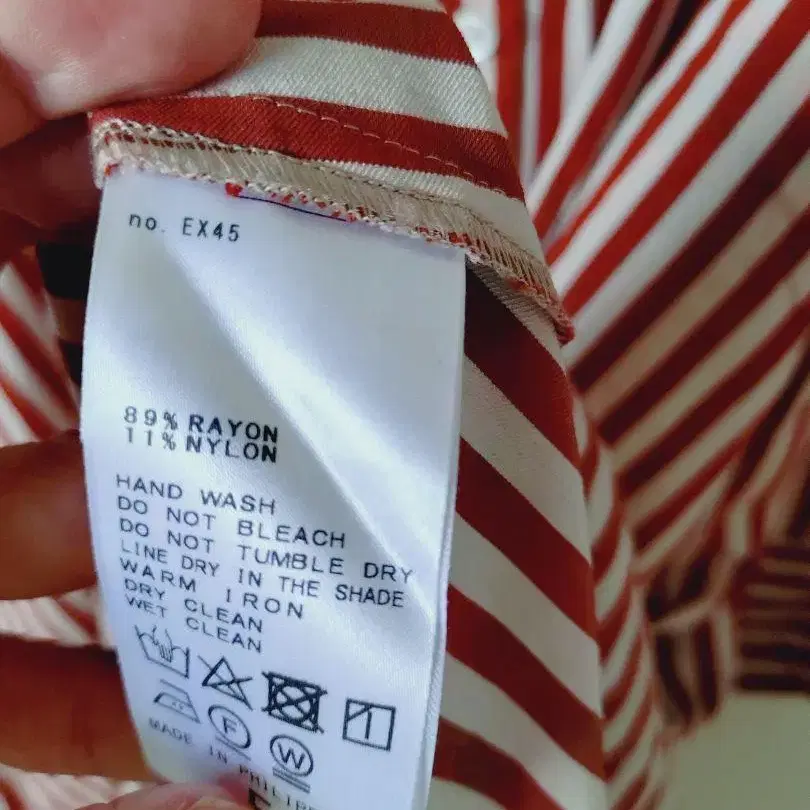 no. EX45
89% RAYON
11% NYLON
HAND WASH
DO NOT BLEACH
DO NOT TUMBLE DRY
LINE DRY IN THE SHADE
WARM IRON
DRY CLEAN
WET CLEAN
F
W
MADE IN